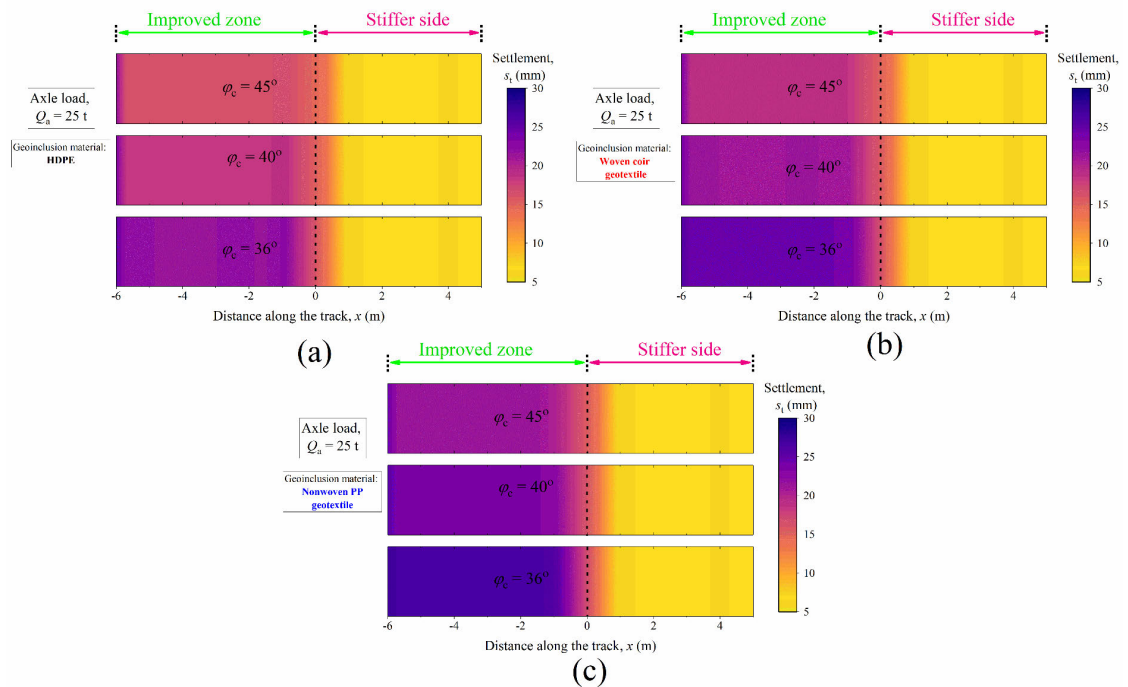 Improved zone
Stiffer side
Settlement,
sₜ (mm)
Axle load,
Qₐ = 25 t
Geoinclusion material:
HDPE
φc = 45°
φc = 40°
φc = 36°
30
25
20
15
10
5
-6 -4 -2 0 2 4
Distance along the track, x (m)
(a)
Improved zone
Stiffer side
Settlement,
sₜ (mm)
Axle load,
Qₐ = 25 t
Geoinclusion material:
Woven coir
geotextile
φc = 45°
φc = 40°
φc = 36°
30
25
20
15
10
5
-6 -4 -2 0 2 4
Distance along the track, x (m)
(b)
Improved zone
Stiffer side
Settlement,
sₜ (mm)
Axle load,
Qₐ = 25 t
Geoinclusion material:
Nonwoven PP
geotextile
φc = 45°
φc = 40°
φc = 36°
30
25
20
15
10
5
-6 -4 -2 0 2 4
Distance along the track, x (m)
(c)